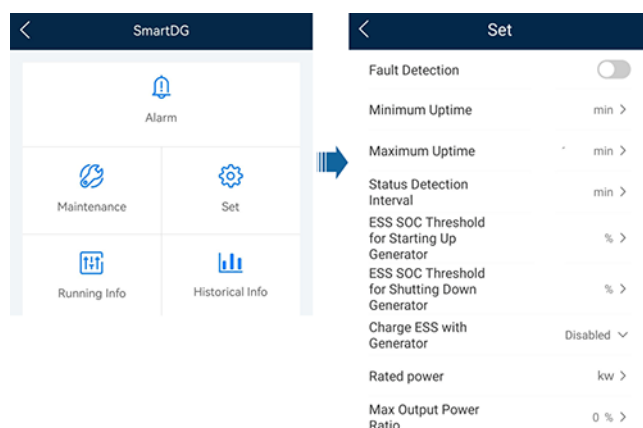 SmartDG
Alarm
Maintenance
Set
Running Info
Historical Info
Set
Fault Detection
Minimum Uptime
min
Maximum Uptime
min
Status Detection
Interval
min
ESS SOC Threshold
for Starting Up
Generator
%
ESS SOC Threshold
for Shutting Down
Generator
%
Charge ESS with
Generator
Disabled
Rated power
kw
Max Output Power
Ratio
0 %